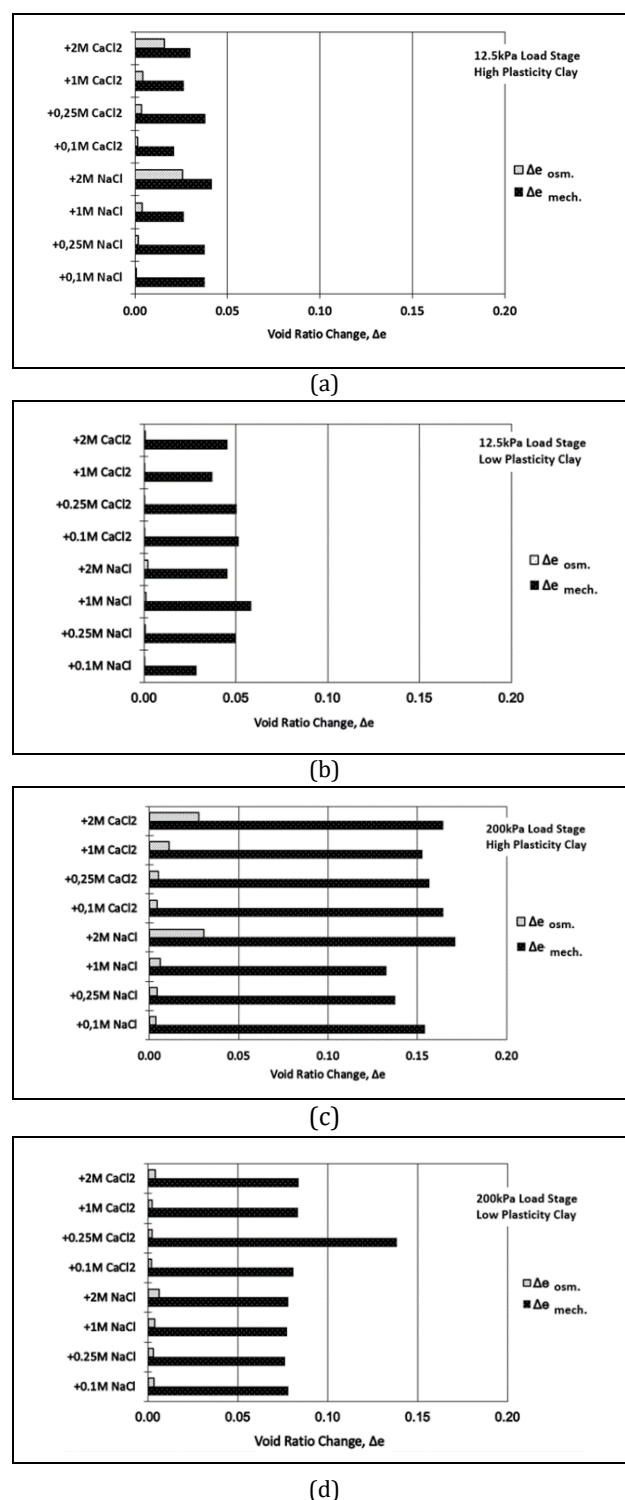 +2M CaCl2
+1M CaCl2
+0,25M CaCl2
+0,1M CaCl2
+2M NaCl
+1M NaCl
+0,25M NaCl
+0,1M NaCl
12.5kPa Load Stage
High Plasticity Clay
Δe osm.
Δe mech.
0.00 0.05 0.10 0.15 0.20
Void Ratio Change, Δe
(a)
+2M CaCl2
+1M CaCl2
+0.25M CaCl2
+0.1M CaCl2
+2M NaCl
+1M NaCl
+0.25M NaCl
+0.1M NaCl
12.5kPa Load Stage
Low Plasticity Clay
Δe osm.
Δe mech.
0.00 0.05 0.10 0.15 0.20
Void Ratio Change, Δe
(b)
+2M CaCl2
+1M CaCl2
+0,25M CaCl2
+0,1M CaCl2
+2M NaCl
+1M NaCl
+0,25M NaCl
+0,1M NaCl
200kPa Load Stage
High Plasticity Clay
Δe osm.
Δe mech.
0.00 0.05 0.10 0.15 0.20
Void Ratio Change, Δe
(c)
+2M CaCl2
+1M CaCl2
+0.25M CaCl2
+0.1M CaCl2
+2M NaCl
+1M NaCl
+0.25M NaCl
+0.1M NaCl
200kPa Load Stage
Low Plasticity Clay
Δe osm.
Δe mech.
0.00 0.05 0.10 0.15 0.20
Void Ratio Change, Δe
(d)